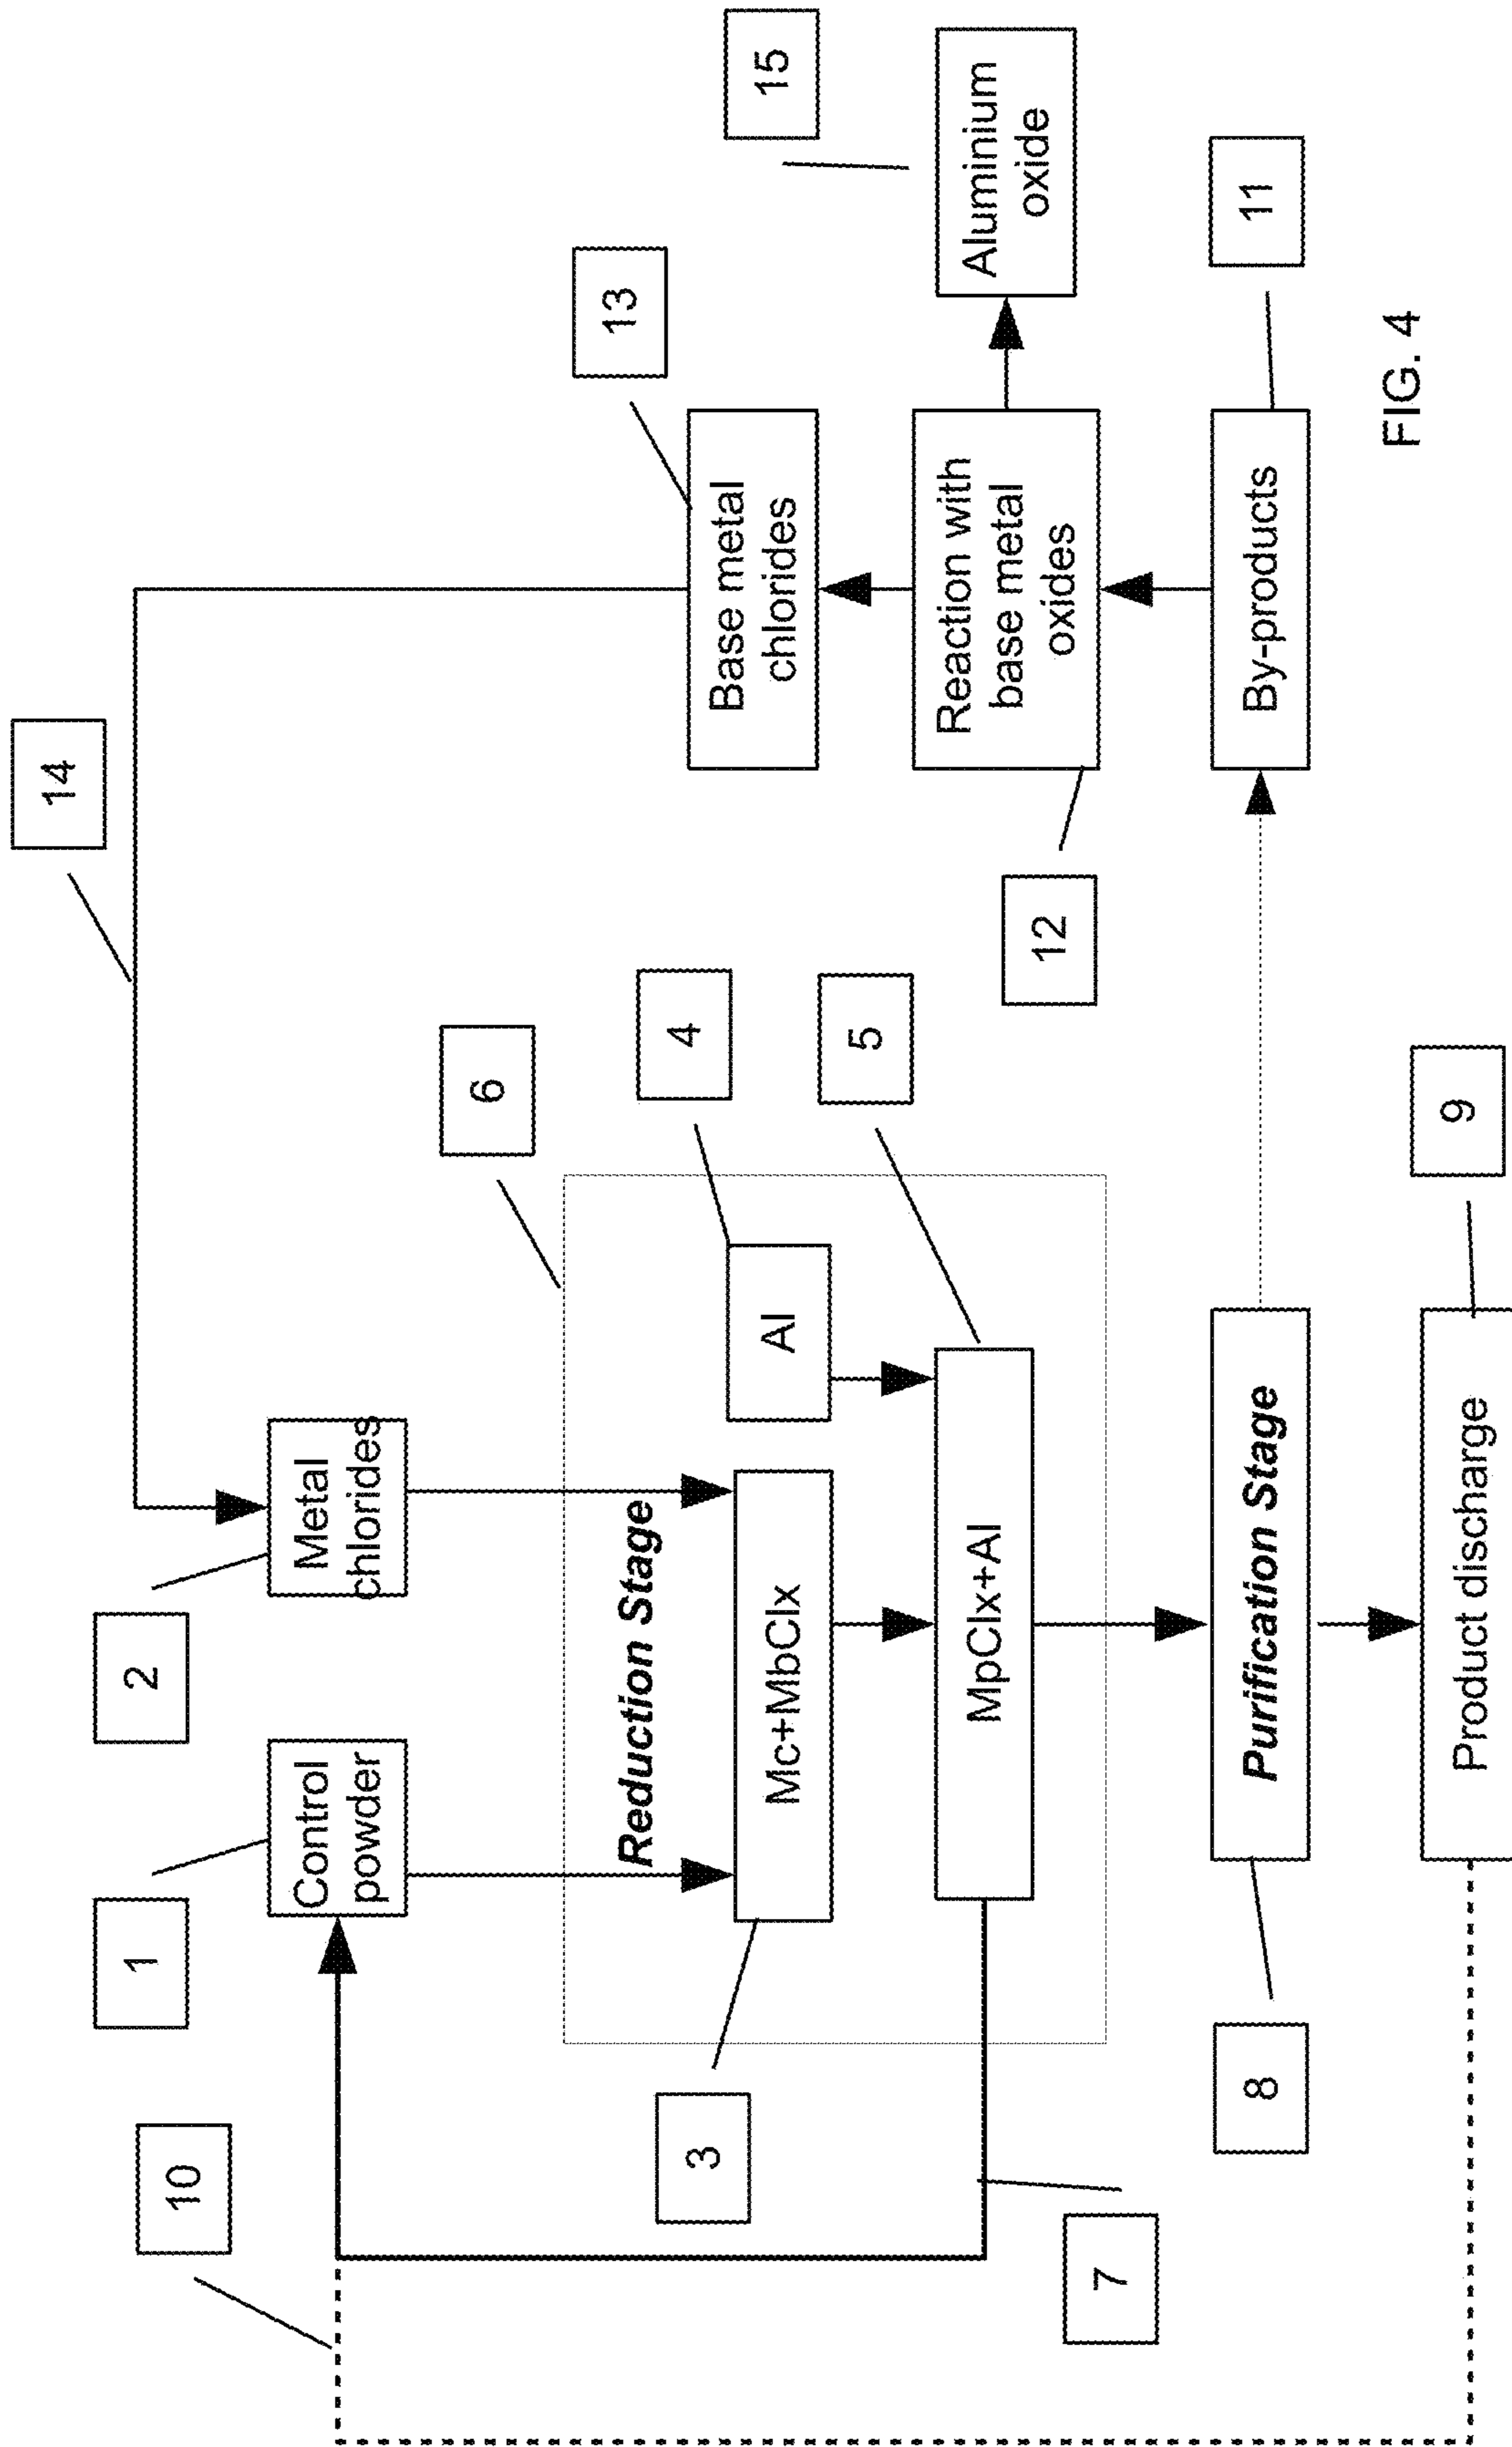 14
13
15
2
1
10
6
4
5
3
7
12
11
8
9
Control
powder
Metal
chlorides
Reduction Stage
Mc+MbClx
Al
MpClx+Al
Purification Stage
Product discharge
Base metal
chlorides
Reaction with
base metal
oxides
Aluminium
oxide
By-products
FIG. 4